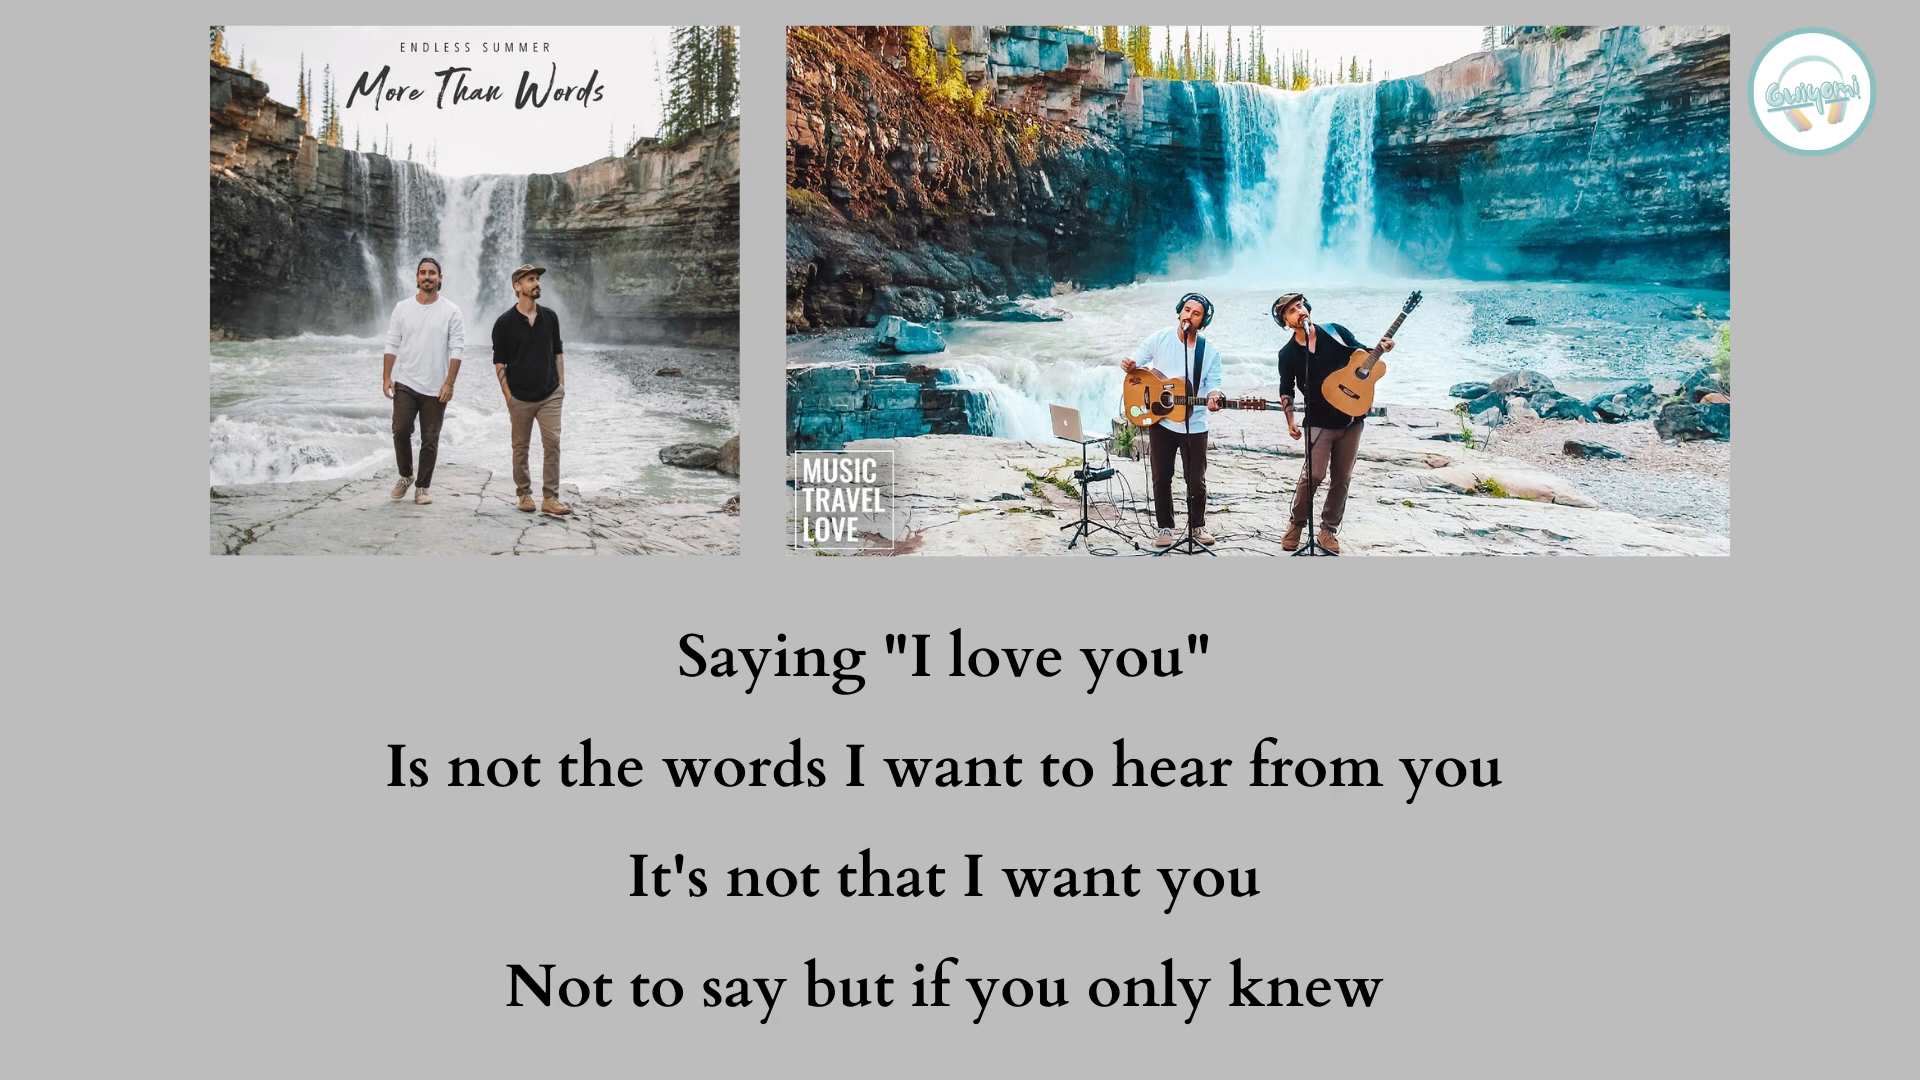 ENDLESS SUMMER
More Than Words
Gwiyomi
MUSIC
TRAVEL
LOVE
Saying "I love you"
Is not the words I want to hear from you
It's not that I want you
Not to say but if you only knew